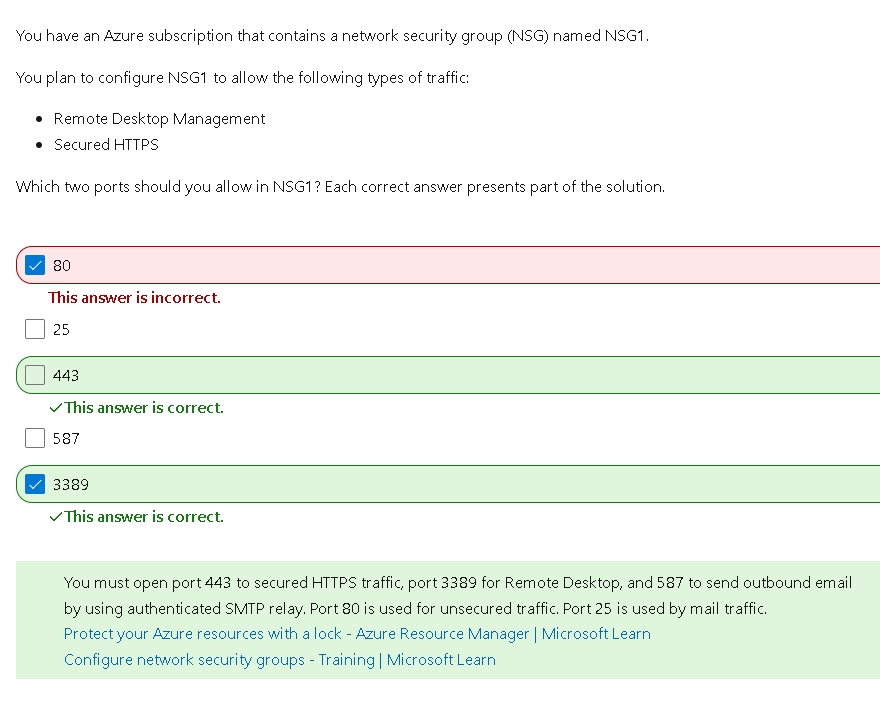 You have an Azure subscription that contains a network security group (NSG) named NSG1.
You plan to configure NSG1 to allow the following types of traffic:
Remote Desktop Management
Secured HTTPS
Which two ports should you allow in NSG1? Each correct answer presents part of the solution.
80
This answer is incorrect.
25
443
This answer is correct.
587
3389
This answer is correct.
You must open port 443 to secured HTTPS traffic, port 3389 for Remote Desktop, and 587 to send outbound email
by using authenticated SMTP relay. Port 80 is used for unsecured traffic. Port 25 is used by mail traffic.
Protect your Azure resources with a lock - Azure Resource Manager | Microsoft Learn
Configure network security groups - Training | Microsoft Learn